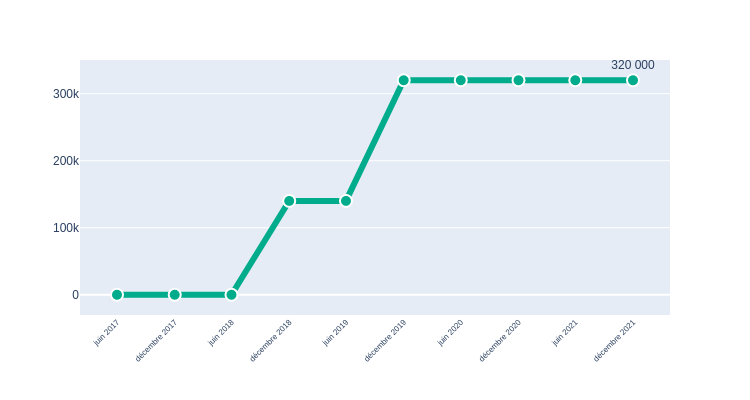 320 000
300k
200k
100k
0
juin 2017
décembre 2017
juin 2018
décembre 2018
juin 2019
décembre 2019
juin 2020
décembre 2020
juin 2021
décembre 2021